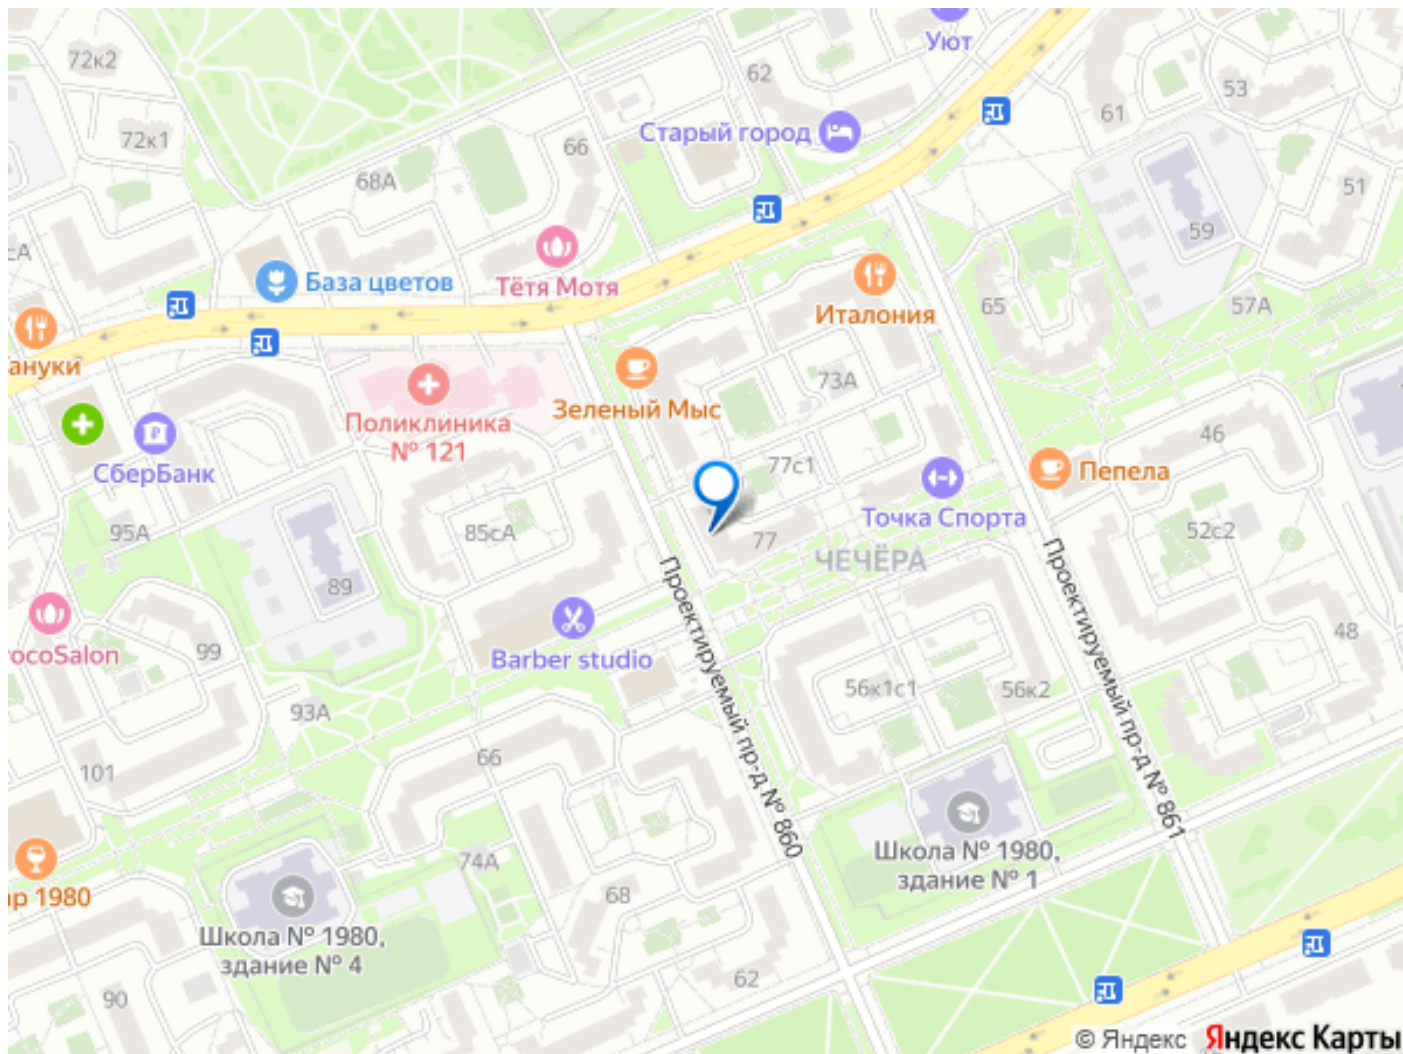 Уют
72к2
62
53
61
Старый город
72к1
66
68А
51
59
База цветов
Тётя Мотя
65
57А
Италония
ануки
73А
Зеленый Мыс
Поликлиника
№ 121
46
СберБанк
77с1
Пепела
Точка Спорта
95А
85сА
77
52с2
ЧЕЧЁРА
89
Проектируемый пр-д № 860
Проектируемый пр-д № 861
48
99
ocoSalon
Barber studio
56к1с1
56к2
93А
66
101
Школа № 1980,
здание № 1
74А
68
ар 1980
Школа № 1980,
здание № 4
62
90
© Яндекс Яндекс Карты